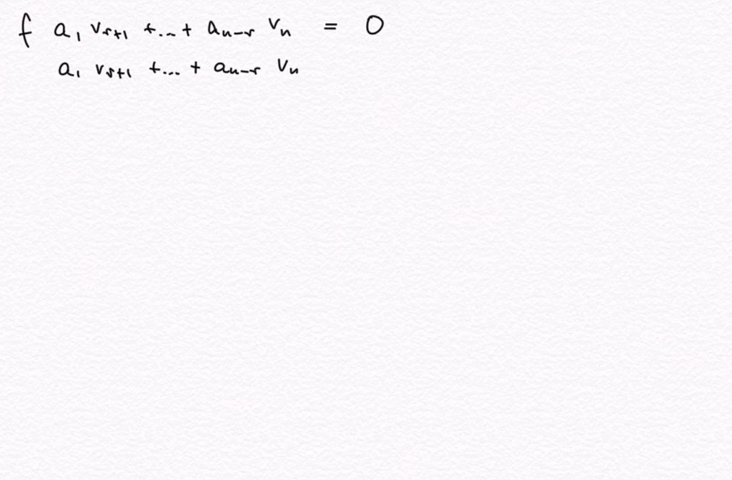 f a₁ vᵣ₊₁ +...+ aₙ₋ᵣ vₙ = 0
a₁ vᵣ₊₁ +...+ aₙ₋ᵣ vₙ